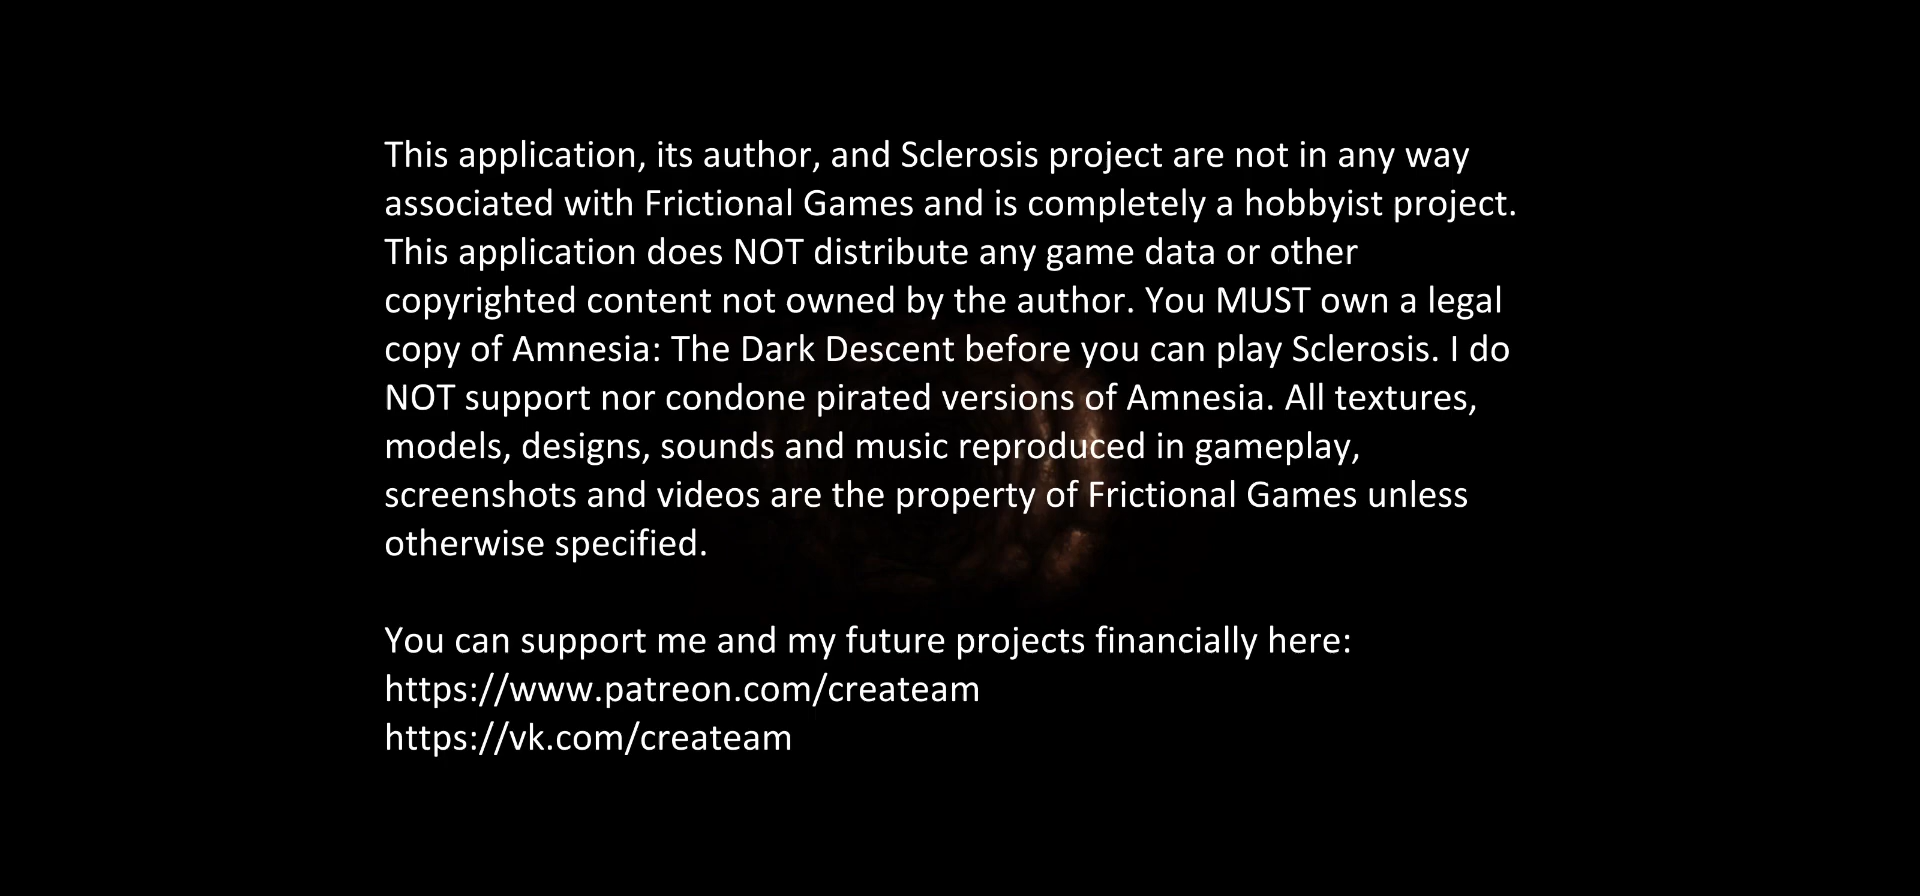 This application, its author, and Sclerosis project are not in any way
associated with Frictional Games and is completely a hobbyist project.
This application does NOT distribute any game data or other
copyrighted content not owned by the author. You MUST own a legal
copy of Amnesia: The Dark Descent before you can play Sclerosis. I do
NOT support nor condone pirated versions of Amnesia. All textures,
models, designs, sounds and music reproduced in gameplay,
screenshots and videos are the property of Frictional Games unless
otherwise specified.

You can support me and my future projects financially here:
https://www.patreon.com/createam
https://vk.com/createam